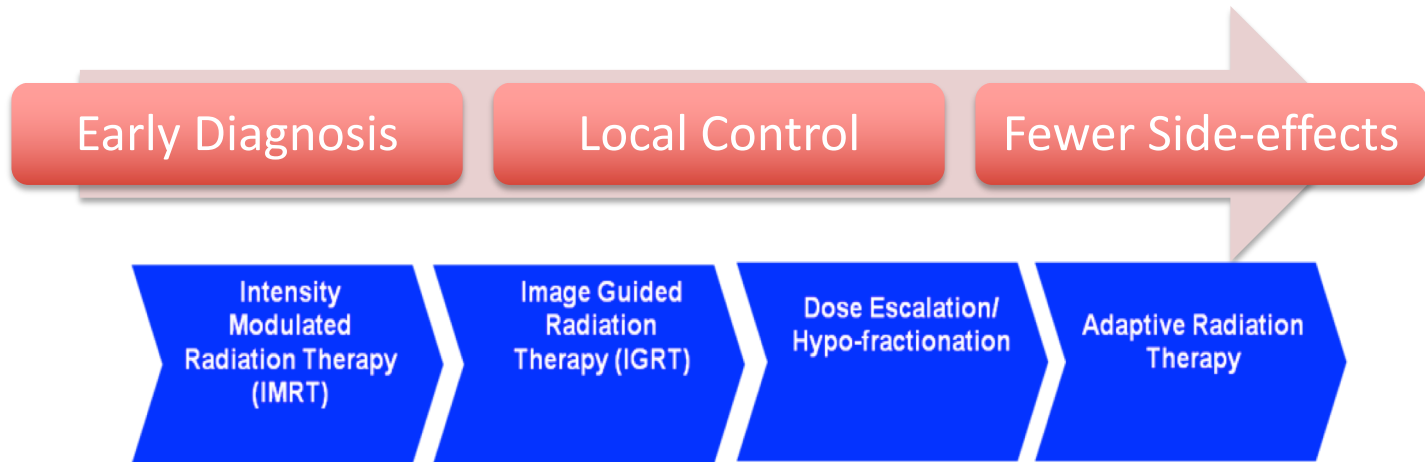 Early Diagnosis
Local Control
Fewer Side-effects
Intensity
Modulated
Radiation Therapy
(IMRT)
Image Guided
Radiation
Therapy (IGRT)
Dose Escalation/
Hypo-fractionation
Adaptive Radiation
Therapy